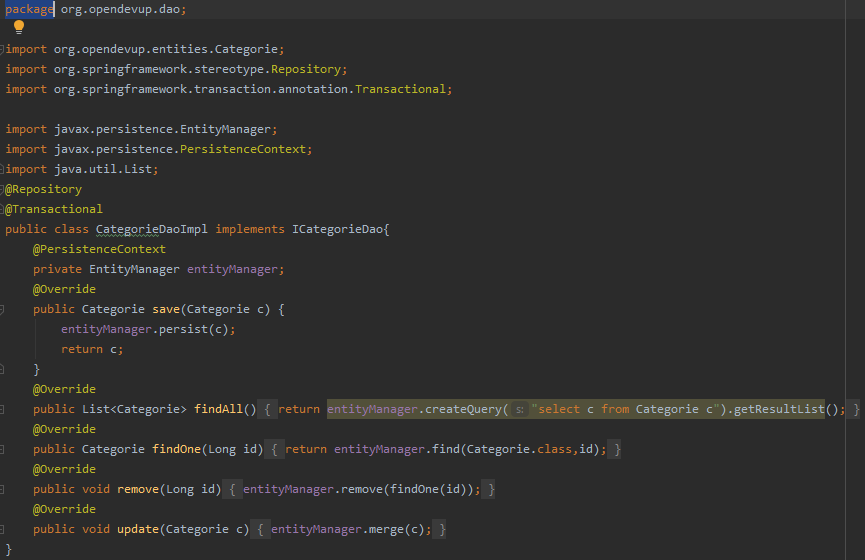 package org.opendevup.dao;
import org.opendevup.entities.Categorie;
import org.springframework.stereotype.Repository;
import org.springframework.transaction.annotation.Transactional;
import javax.persistence.EntityManager;
import javax.persistence.PersistenceContext;
import java.util.List;
@Repository
@Transactional
public class CategorieDaoImpl implements ICategorieDao{
    @PersistenceContext
    private EntityManager entityManager;
    @Override
    public Categorie save(Categorie c) {
        entityManager.persist(c);
        return c;
    }
    @Override
    public List<Categorie> findAll() { return entityManager.createQuery( s: "select c from Categorie c").getResultList(); }
    @Override
    public Categorie findOne(Long id) { return entityManager.find(Categorie.class,id); }
    @Override
    public void remove(Long id) { entityManager.remove(findOne(id)); }
    @Override
    public void update(Categorie c) { entityManager.merge(c); }
}